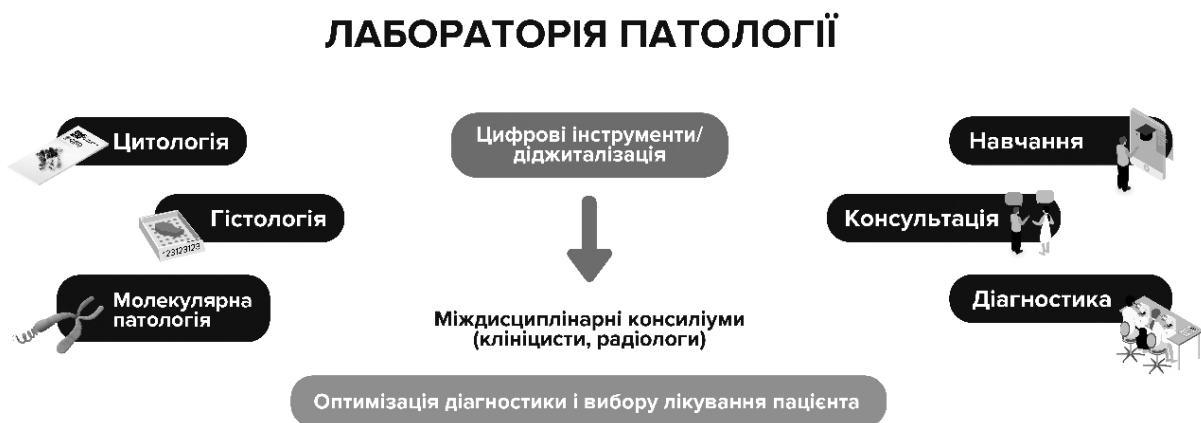 ЛАБОРАТОРІЯ ПАТОЛОГІЇ
Цитологія
Гістологія
*23123123
Молекулярна
патологія
Цифрові інструменти/
діджиталізація
Міждисциплінарні консиліуми
(клініцисти, радіологи)
Навчання
Консультація
Діагностика
Оптимізація діагностики і вибору лікування пацієнта